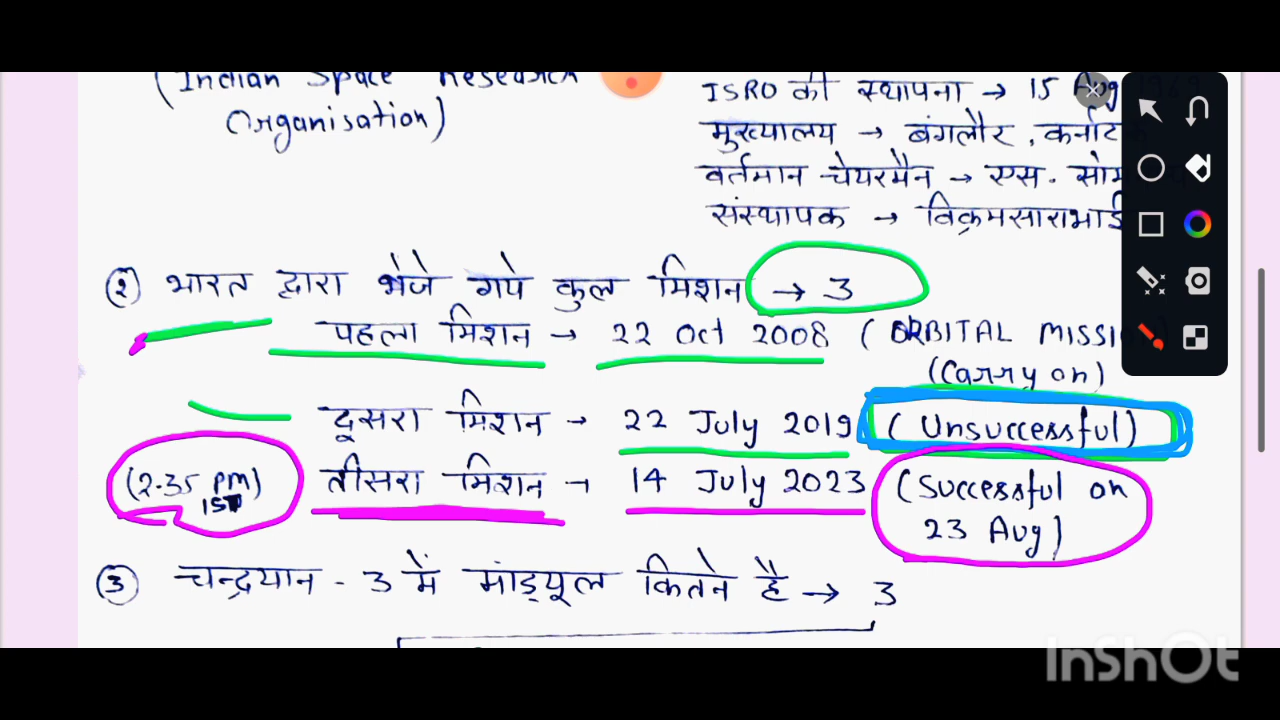 (Indian Space Research
Organisation)
ISRO की स्थापना → 15 Aug
मुख्यालय → बंगलौर, कर्नाट
वर्तमान चेयरमैन → एस. सोम
संस्थापक → विक्रमसाराभाई
(२) भारत द्वारा भेजे गये कुल मिशन → 3
पहला मिशन → 22 Oct 2008 (ORBITAL MISSI
(Carry on)
दूसरा मिशन → 22 July 2019 (Unsuccessful)
(2.35 pm) तीसरा मिशन → 14 July 2023 (Successful on
IST 23 Aug)
(3) चन्द्रयान - 3 में मॉड्यूल कितने है → 3
InShOt